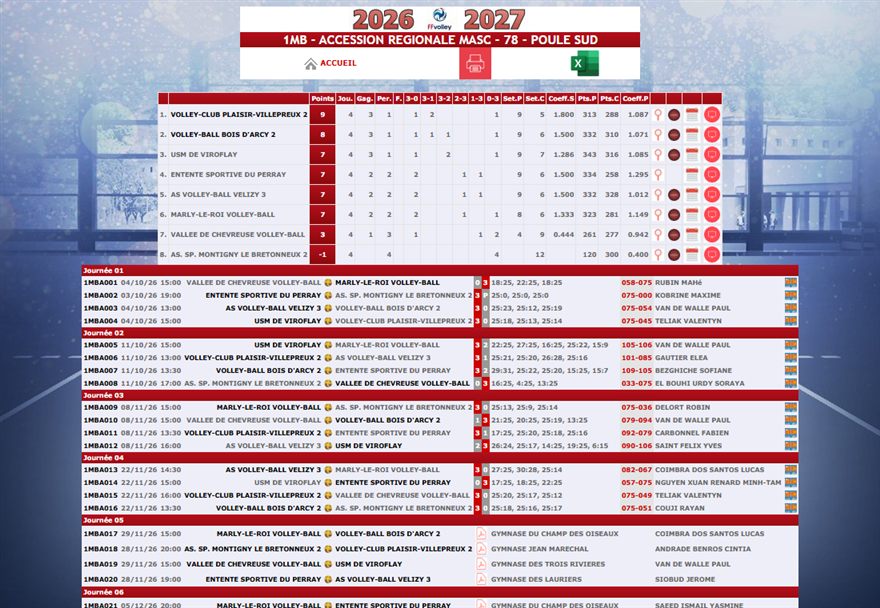 2026 FFvolley 2027
1MB - ACCESSION REGIONALE MASC - 78 - POULE SUD
ACCUEIL
Points Jou. Gag. Per. F. 3-0 3-1 3-2 2-3 1-3 0-3 Set.P Set.C Coeff.S Pts.P Pts.C Coeff.P
1. VOLLEY-CLUB PLAISIR-VILLEPREUX 2 9 4 3 1 1 2 1 9 5 1.800 313 288 1.087
2. VOLLEY-BALL BOIS D'ARCY 2 8 4 3 1 1 1 1 1 9 6 1.500 332 310 1.071
3. USM DE VIROFLAY 7 4 3 1 1 2 1 9 7 1.286 343 316 1.085
4. ENTENTE SPORTIVE DU PERRAY 7 4 2 2 2 1 1 9 6 1.500 334 258 1.295
5. AS VOLLEY-BALL VELIZY 3 7 4 2 2 2 1 1 9 6 1.500 332 328 1.012
6. MARLY-LE-ROI VOLLEY-BALL 7 4 2 2 2 1 1 8 6 1.333 323 281 1.149
7. VALLEE DE CHEVREUSE VOLLEY-BALL 3 4 1 3 1 1 2 4 9 0.444 261 277 0.942
8. AS. SP. MONTIGNY LE BRETONNEUX 2 -1 4 4 4 12 120 300 0.400
Journée 01
1MBA001 04/10/26 15:00 VALLEE DE CHEVREUSE VOLLEY-BALL MARLY-LE-ROI VOLLEY-BALL 0 3 18:25, 22:25, 18:25 058-075 RUBIN MAHé
1MBA002 03/10/26 19:00 ENTENTE SPORTIVE DU PERRAY AS. SP. MONTIGNY LE BRETONNEUX 2 3 P 25:0, 25:0, 25:0 075-000 KOBRINE MAXIME
1MBA003 04/10/26 13:00 AS VOLLEY-BALL VELIZY 3 VOLLEY-BALL BOIS D'ARCY 2 3 0 25:23, 25:12, 25:19 075-054 VAN DE WALLE PAUL
1MBA004 04/10/26 15:00 USM DE VIROFLAY VOLLEY-CLUB PLAISIR-VILLEPREUX 2 3 0 25:18, 25:13, 25:14 075-045 TELIAK VALENTYN
Journée 02
1MBA005 11/10/26 15:00 USM DE VIROFLAY MARLY-LE-ROI VOLLEY-BALL 3 2 22:25, 27:25, 16:25, 25:22, 15:9 105-106 VAN DE WALLE PAUL
1MBA006 11/10/26 13:00 VOLLEY-CLUB PLAISIR-VILLEPREUX 2 AS VOLLEY-BALL VELIZY 3 3 1 25:21, 25:20, 26:28, 25:16 101-085 GAUTIER ELEA
1MBA007 11/10/26 13:30 VOLLEY-BALL BOIS D'ARCY 2 ENTENTE SPORTIVE DU PERRAY 3 2 29:31, 25:22, 25:20, 15:25, 15:7 109-105 BEZGHICHE SOFIANE
1MBA008 11/10/26 17:00 AS. SP. MONTIGNY LE BRETONNEUX 2 VALLEE DE CHEVREUSE VOLLEY-BALL 0 3 16:25, 4:25, 13:25 033-075 EL BOUHI URDY SORAYA
Journée 03
1MBA009 08/11/26 15:00 MARLY-LE-ROI VOLLEY-BALL AS. SP. MONTIGNY LE BRETONNEUX 2 3 0 25:13, 25:9, 25:14 075-036 DELORT ROBIN
1MBA010 08/11/26 15:00 VALLEE DE CHEVREUSE VOLLEY-BALL VOLLEY-BALL BOIS D'ARCY 2 1 3 21:25, 20:25, 25:19, 13:25 079-094 VAN DE WALLE PAUL
1MBA011 08/11/26 13:30 VOLLEY-CLUB PLAISIR-VILLEPREUX 2 ENTENTE SPORTIVE DU PERRAY 3 1 17:25, 25:20, 25:18, 25:16 092-079 CARBONNEL FABIEN
1MBA012 08/11/26 16:00 AS VOLLEY-BALL VELIZY 3 USM DE VIROFLAY 2 3 26:24, 25:17, 14:25, 19:25, 6:15 090-106 SAINT FELIX YVES
Journée 04
1MBA013 22/11/26 14:30 AS VOLLEY-BALL VELIZY 3 MARLY-LE-ROI VOLLEY-BALL 3 0 27:25, 30:28, 25:14 082-067 COIMBRA DOS SANTOS LUCAS
1MBA014 22/11/26 15:00 USM DE VIROFLAY ENTENTE SPORTIVE DU PERRAY 0 3 17:25, 18:25, 22:25 057-075 NGUYEN XUAN RENARD MINH-TAM
1MBA015 22/11/26 16:00 VOLLEY-CLUB PLAISIR-VILLEPREUX 2 VALLEE DE CHEVREUSE VOLLEY-BALL 3 0 25:20, 25:17, 25:12 075-049 TELIAK VALENTYN
1MBA016 22/11/26 13:30 VOLLEY-BALL BOIS D'ARCY 2 AS. SP. MONTIGNY LE BRETONNEUX 2 3 0 25:18, 25:16, 25:17 075-051 COUJI RAYAN
Journée 05
1MBA017 29/11/26 15:00 MARLY-LE-ROI VOLLEY-BALL VOLLEY-BALL BOIS D'ARCY 2 GYMNASE DU CHAMP DES OISEAUX COIMBRA DOS SANTOS LUCAS
1MBA018 28/11/26 20:00 AS. SP. MONTIGNY LE BRETONNEUX 2 VOLLEY-CLUB PLAISIR-VILLEPREUX 2 GYMNASE JEAN MARECHAL ANDRADE BENROS CINTIA
1MBA019 29/11/26 15:00 VALLEE DE CHEVREUSE VOLLEY-BALL USM DE VIROFLAY GYMNASE DES TROIS RIVIERES VAN DE WALLE PAUL
1MBA020 28/11/26 19:00 ENTENTE SPORTIVE DU PERRAY AS VOLLEY-BALL VELIZY 3 GYMNASE DES LAURIERS SIOBUD JEROME
Journée 06
1MBA021 05/12/26 20:00 MARLY-LE-ROI VOLLEY-BALL ENTENTE SPORTIVE DU PERRAY GYMNASE DU CHAMP DES OISEAUX SAEED ISMAIL YASMINE